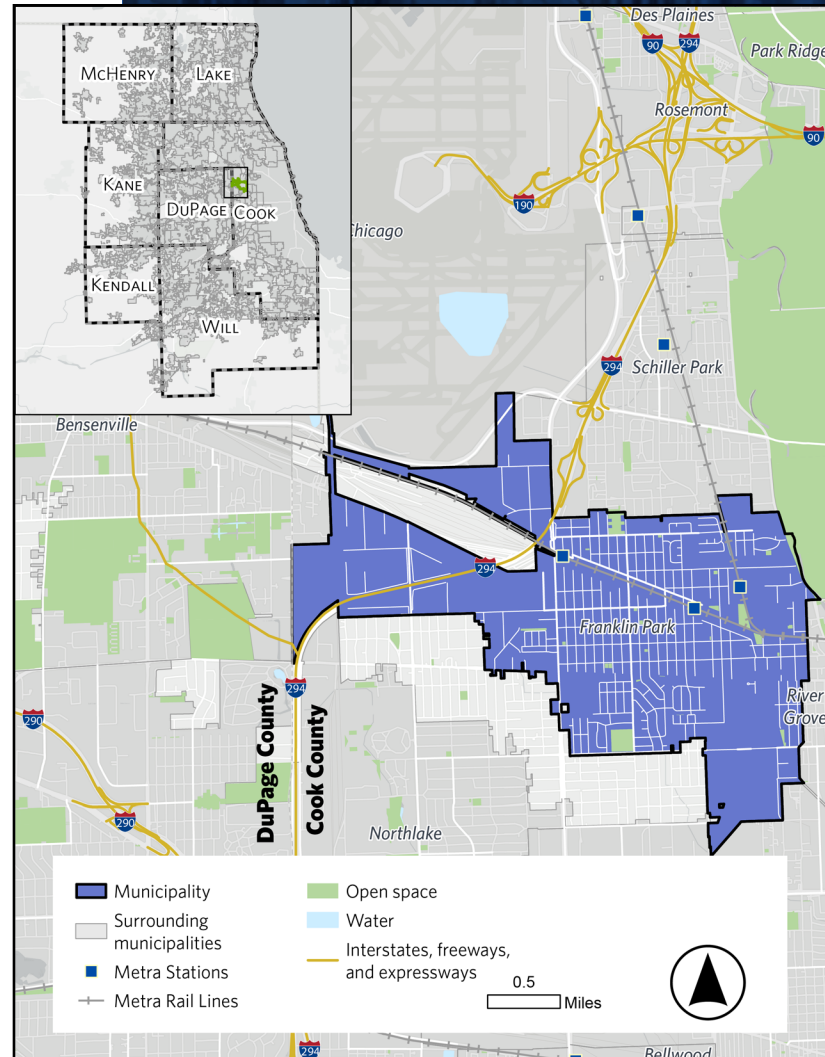 McHenry
Lake
Kane
DuPage
Cook
Kendall
Will
Des Plaines
90
294
Park Ridge
Rosemont
90
190
Chicago
294
Schiller Park
Bensenville
294
Franklin Park
294
River
Grove
290
DuPage County
Cook County
290
Northlake
Municipality
Surrounding
municipalities
Metra Stations
Metra Rail Lines
Open space
Water
Interstates, freeways,
and expressways
0.5
Miles
294
Bellwood